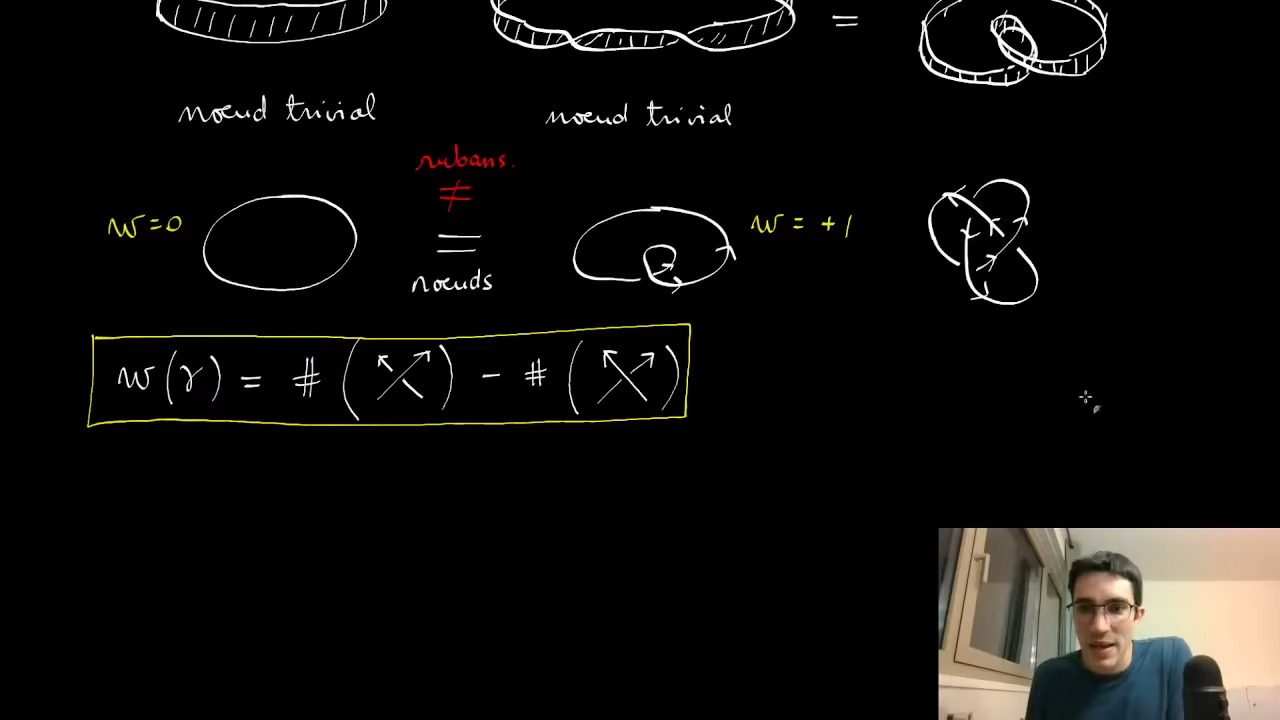 =
noeud trivial noeud trivial
rubans.
≠
w=0 = w = +1
noeuds
w(γ) = # ( ) - # ( )